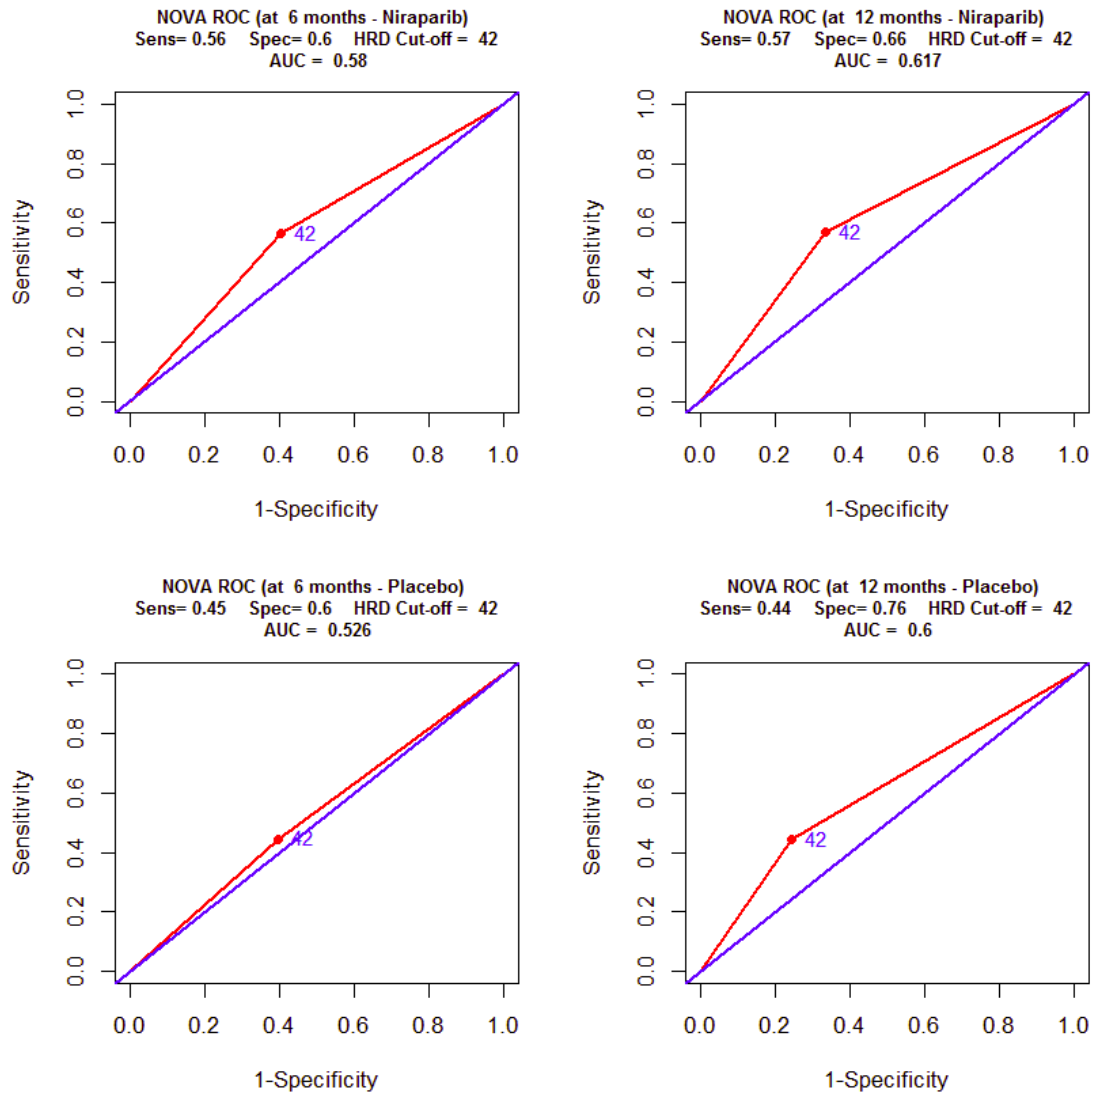 NOVA ROC (at 6 months - Niraparib)
Sens= 0.56 Spec= 0.6 HRD Cut-off = 42
AUC = 0.58
1.0
0.8
0.6
0.4
0.2
0.0
Sensitivity
42
0.0 0.2 0.4 0.6 0.8 1.0
1-Specificity
NOVA ROC (at 12 months - Niraparib)
Sens= 0.57 Spec= 0.66 HRD Cut-off = 42
AUC = 0.617
1.0
0.8
0.6
0.4
0.2
0.0
Sensitivity
42
0.0 0.2 0.4 0.6 0.8 1.0
1-Specificity
NOVA ROC (at 6 months - Placebo)
Sens= 0.45 Spec= 0.6 HRD Cut-off = 42
AUC = 0.526
1.0
0.8
0.6
0.4
0.2
0.0
Sensitivity
42
0.0 0.2 0.4 0.6 0.8 1.0
1-Specificity
NOVA ROC (at 12 months - Placebo)
Sens= 0.44 Spec= 0.76 HRD Cut-off = 42
AUC = 0.6
1.0
0.8
0.6
0.4
0.2
0.0
Sensitivity
42
0.0 0.2 0.4 0.6 0.8 1.0
1-Specificity